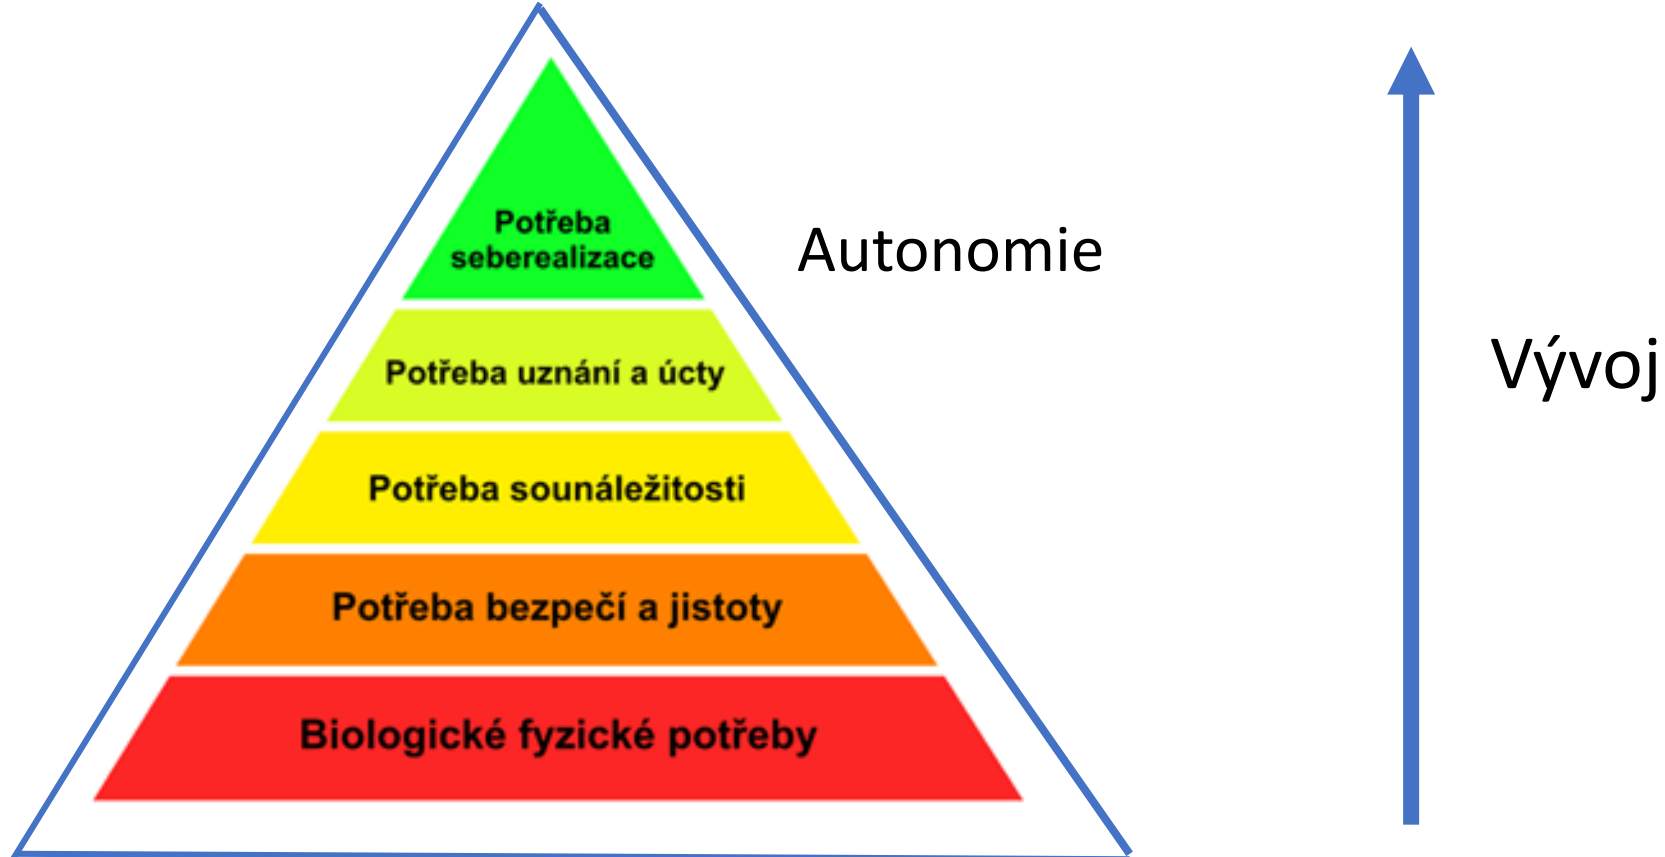 Potřeba
seberealizace
Autonomie
Vývoj
Potřeba uznání a úcty
Potřeba sounáležitosti
Potřeba bezpečí a jistoty
Biologické fyzické potřeby